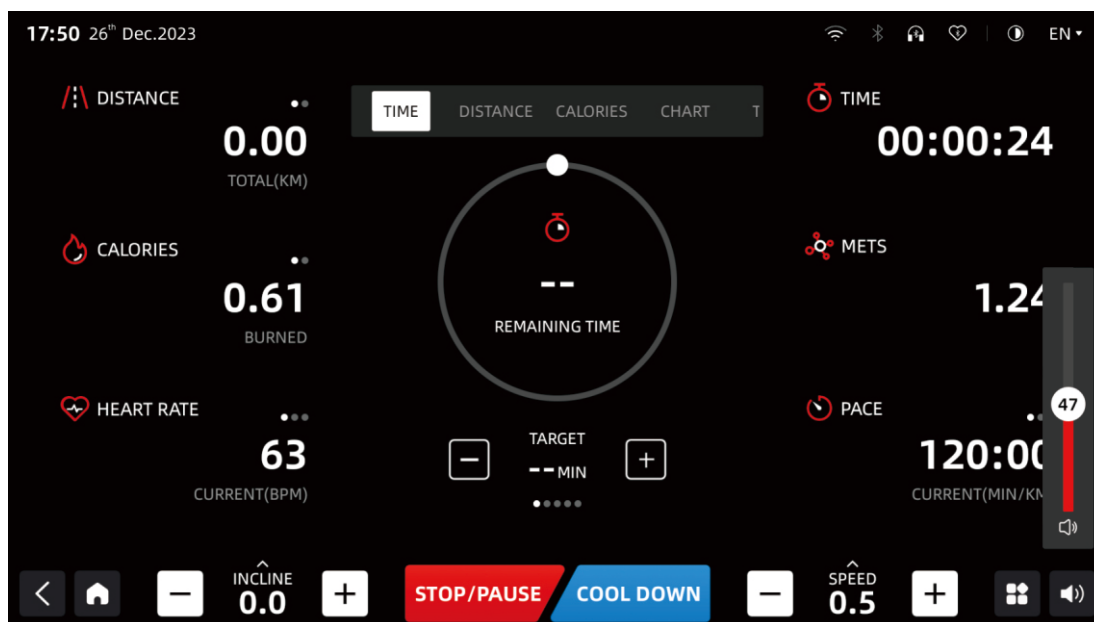 17:50 26th Dec.2023
EN
DISTANCE
0.00
TOTAL(KM)
CALORIES
0.61
BURNED
HEART RATE
63
CURRENT(BPM)
TIME DISTANCE CALORIES CHART T
--
REMAINING TIME
TARGET
--MIN
TIME
00:00:24
METS
1.24
PACE
120:00
CURRENT(MIN/KM
47
INCLINE
0.0
STOP/PAUSE
COOL DOWN
SPEED
0.5